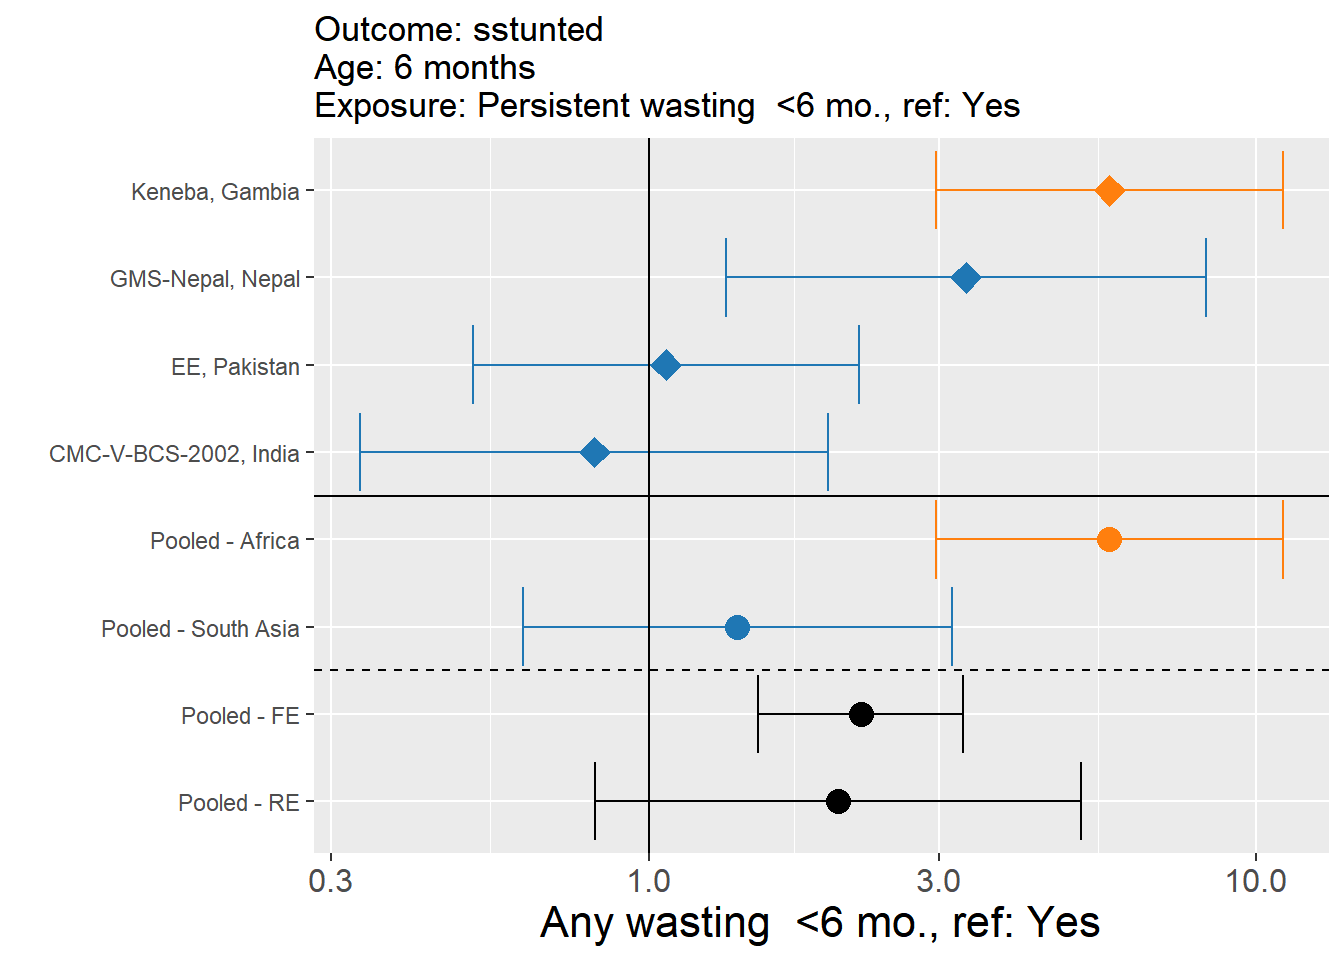 Outcome: sstunted
Age: 6 months
Exposure: Persistent wasting  <6 mo., ref: Yes
Keneba, Gambia
GMS-Nepal, Nepal
EE, Pakistan
CMC-V-BCS-2002, India
Pooled - Africa
Pooled - South Asia
Pooled - FE
Pooled - RE
0.3 1.0 3.0 10.0
Any wasting  <6 mo., ref: Yes